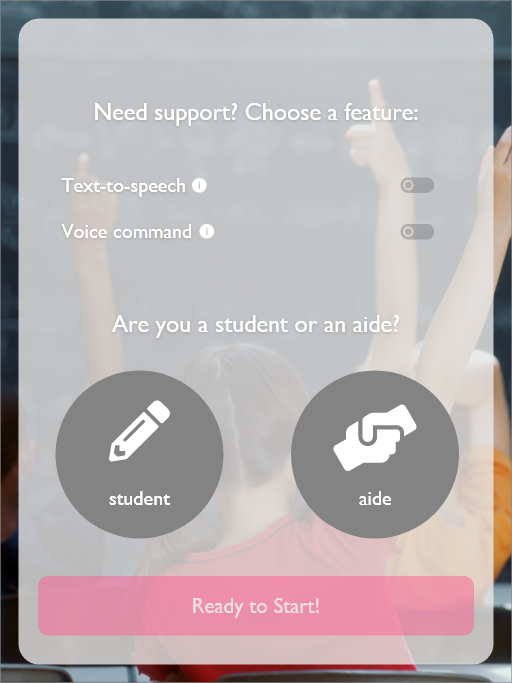 Need support? Choose a feature:
Text-to-speech
Voice command
Are you a student or an aide?
student
aide
Ready to Start!